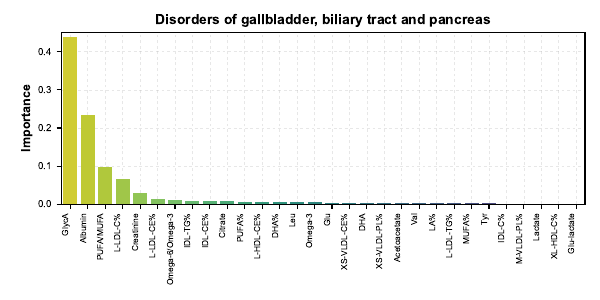 Disorders of gallbladder, biliary tract and pancreas
Importance
0.4
0.3
0.2
0.1
0.0
GlycA
Albumin
PUFA/MUFA
L-LDL-C%
Creatinine
L-LDL-CE%
Omega-6/Omega-3
IDL-TG%
IDL-CE%
Citrate
PUFA%
L-HDL-CE%
DHA%
Leu
Omega-3
Glu
XS-VLDL-CE%
DHA
XS-VLDL-PL%
Acetoacetate
Val
LA%
L-LDL-TG%
MUFA%
Tyr
IDL-C%
M-VLDL-PL%
Lactate
XL-HDL-C%
Glu-lactate